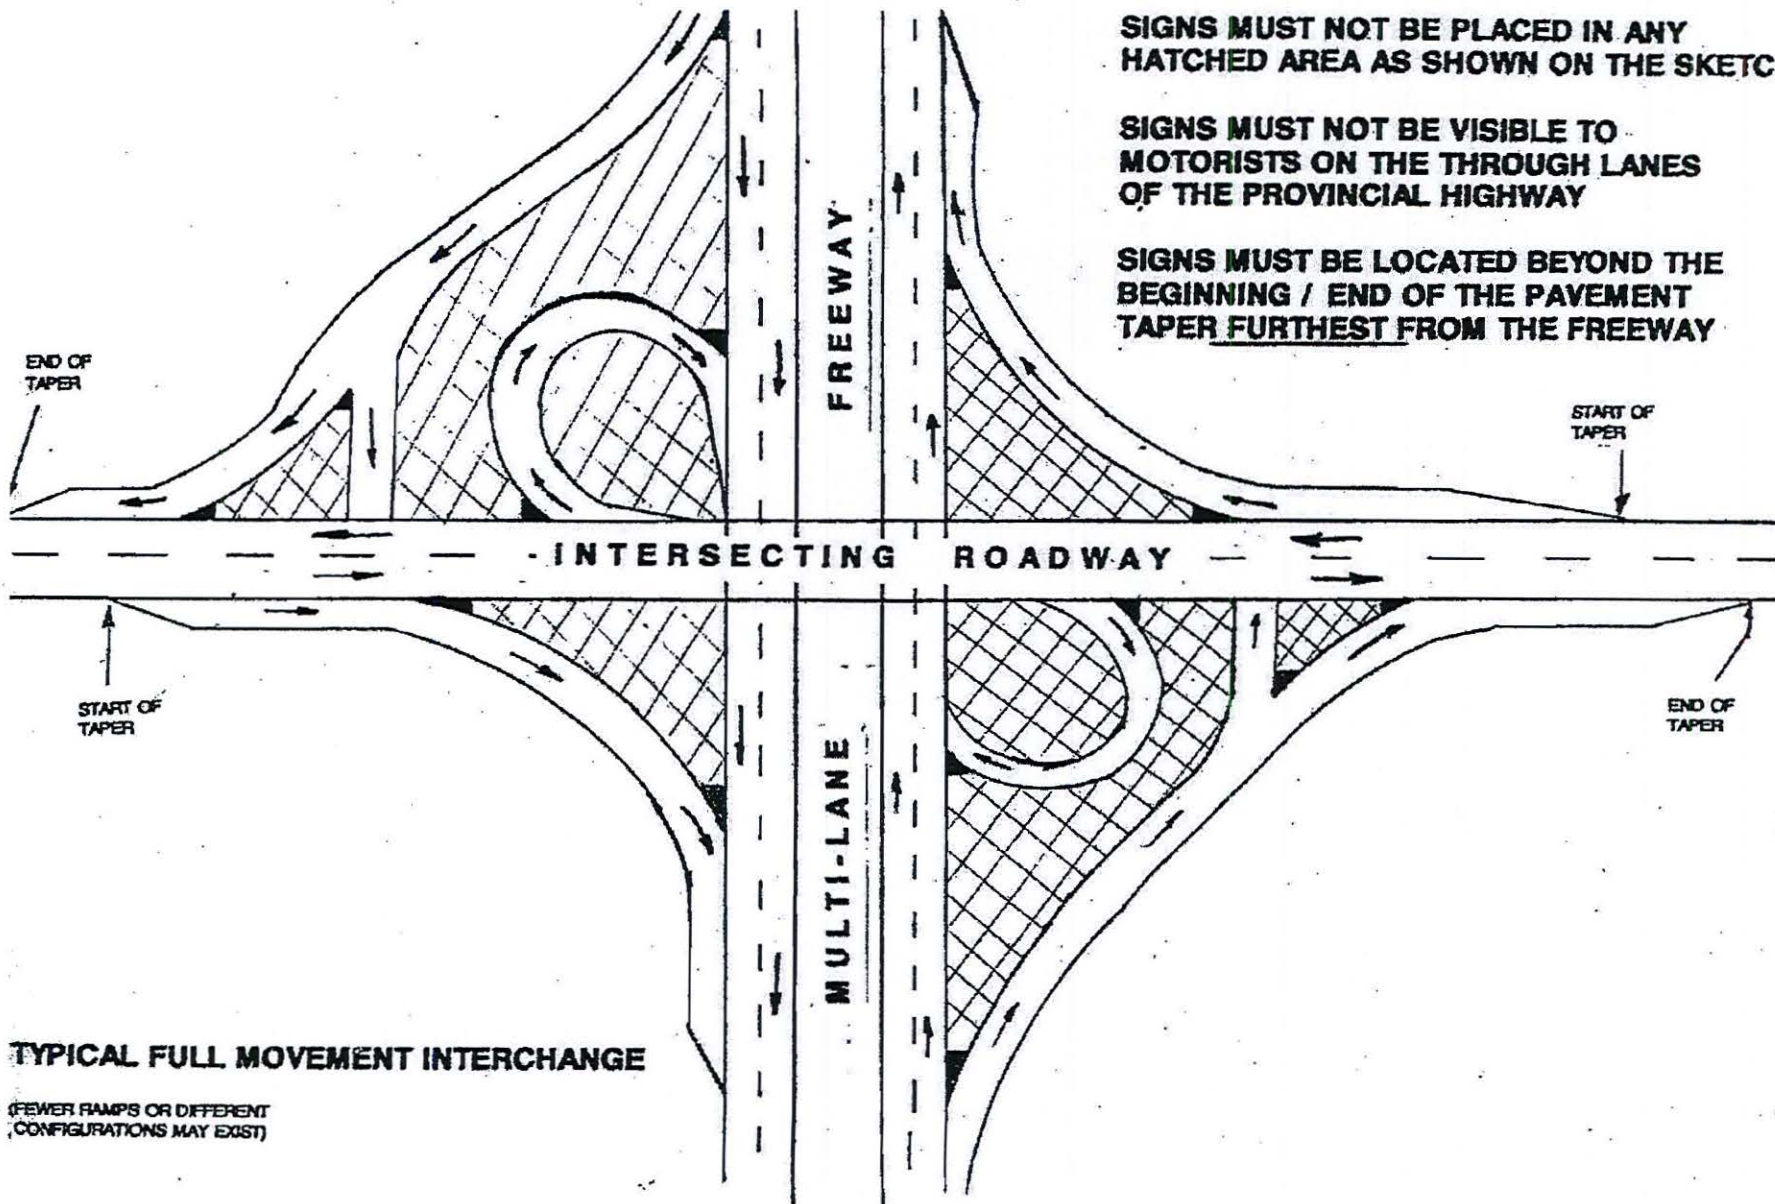 SIGNS MUST NOT BE PLACED IN ANY
HATCHED AREA AS SHOWN ON THE SKETC
SIGNS MUST NOT BE VISIBLE TO
MOTORISTS ON THE THROUGH LANES
OF THE PROVINCIAL HIGHWAY
SIGNS MUST BE LOCATED BEYOND THE
BEGINNING / END OF THE PAVEMENT
TAPER FURTHEST FROM THE FREEWAY
FREEWAY
END OF
TAPER
START OF
TAPER
INTERSECTING ROADWAY
START OF
TAPER
END OF
TAPER
MULTI-LANE
TYPICAL FULL MOVEMENT INTERCHANGE
(FEWER RAMPS OR DIFFERENT
CONFIGURATIONS MAY EXIST)